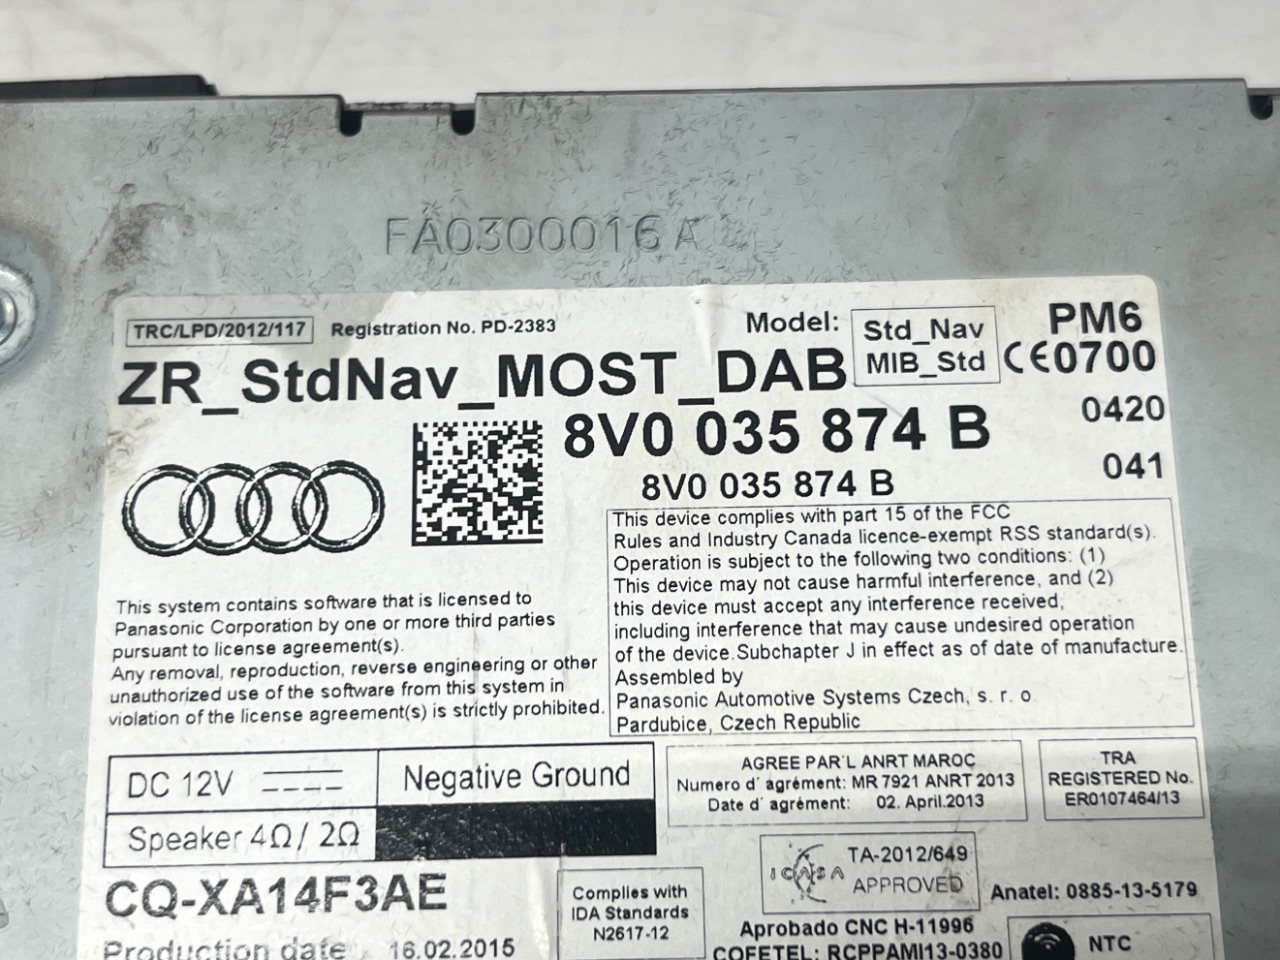 FA0300016A
TRC/LPD/2012/117 Registration No. PD-2383
Model: Std_Nav MIB_Std
PM6
ZR_StdNav_MOST_DAB
CE0700
8V0 035 874 B
0420
8V0 035 874 B
041
This device complies with part 15 of the FCC
Rules and Industry Canada licence-exempt RSS standard(s).
Operation is subject to the following two conditions: (1)
This device may not cause harmful interference, and (2)
this device must accept any interference received,
including interference that may cause undesired operation
of the device.Subchapter J in effect as of date of manufacture.
Assembled by
Panasonic Automotive Systems Czech, s. r. o.
Pardubice, Czech Republic
This system contains software that is licensed to
Panasonic Corporation by one or more third parties
pursuant to license agreement(s).
Any removal, reproduction, reverse engineering or other
unauthorized use of the software from this system in
violation of the license agreement(s) is strictly prohibited.
DC 12V
Negative Ground
Speaker 4Ω/ 2Ω
AGREE PAR'L ANRT MAROC
Numero d' agrément: MR 7921 ANRT 2013
Date d' agrément: 02. April.2013
TRA
REGISTERED No.
ER0107464/13
ICASA
TA-2012/649
APPROVED
CQ-XA14F3AE
Complies with
IDA Standards
N2617-12
Anatel: 0885-13-5179
Aprobado CNC H-11996
COFETEL: RCPPAMI13-0380
NTC
Production date 16.02.2015